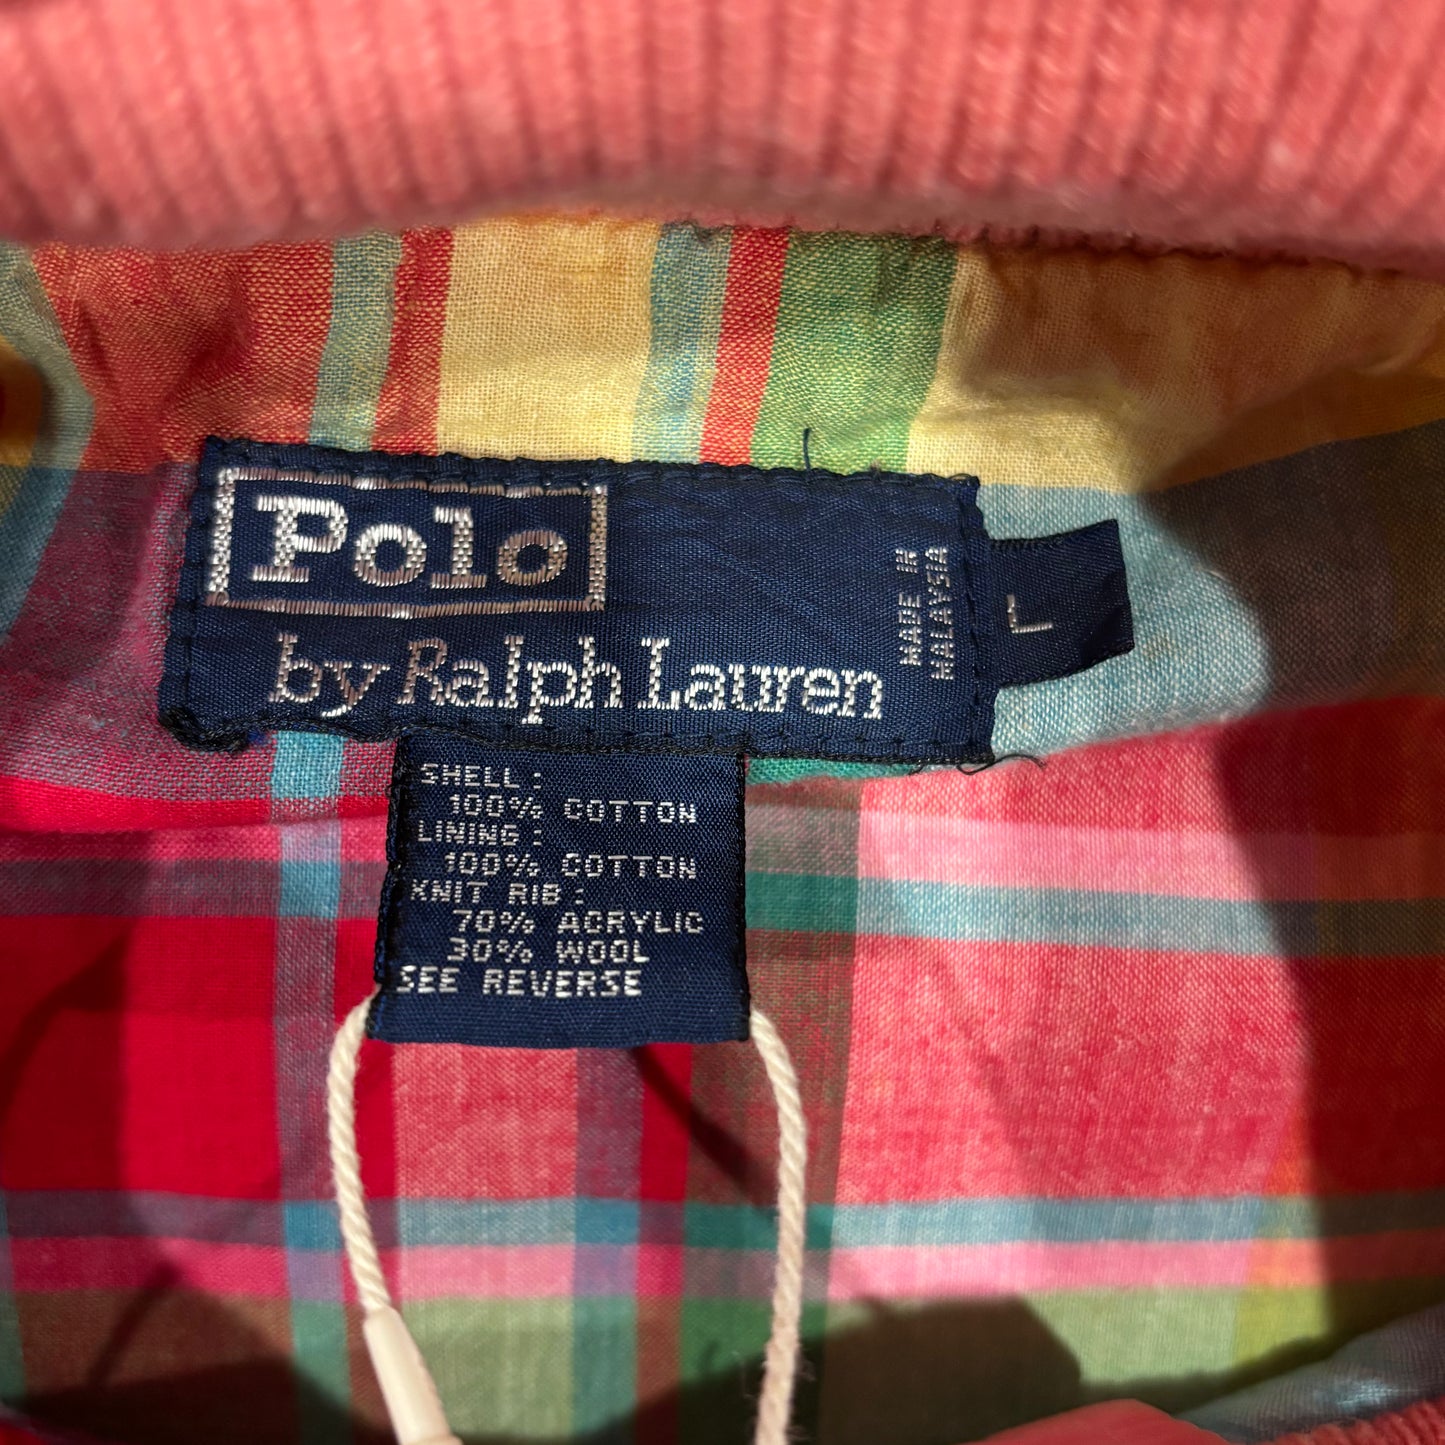 Polo
by Ralph Lauren
MADE IN
MALAYSIA
L
SHELL:
100% COTTON
LINING:
100% COTTON
KNIT RIB:
70% ACRYLIC
30% WOOL
SEE REVERSE